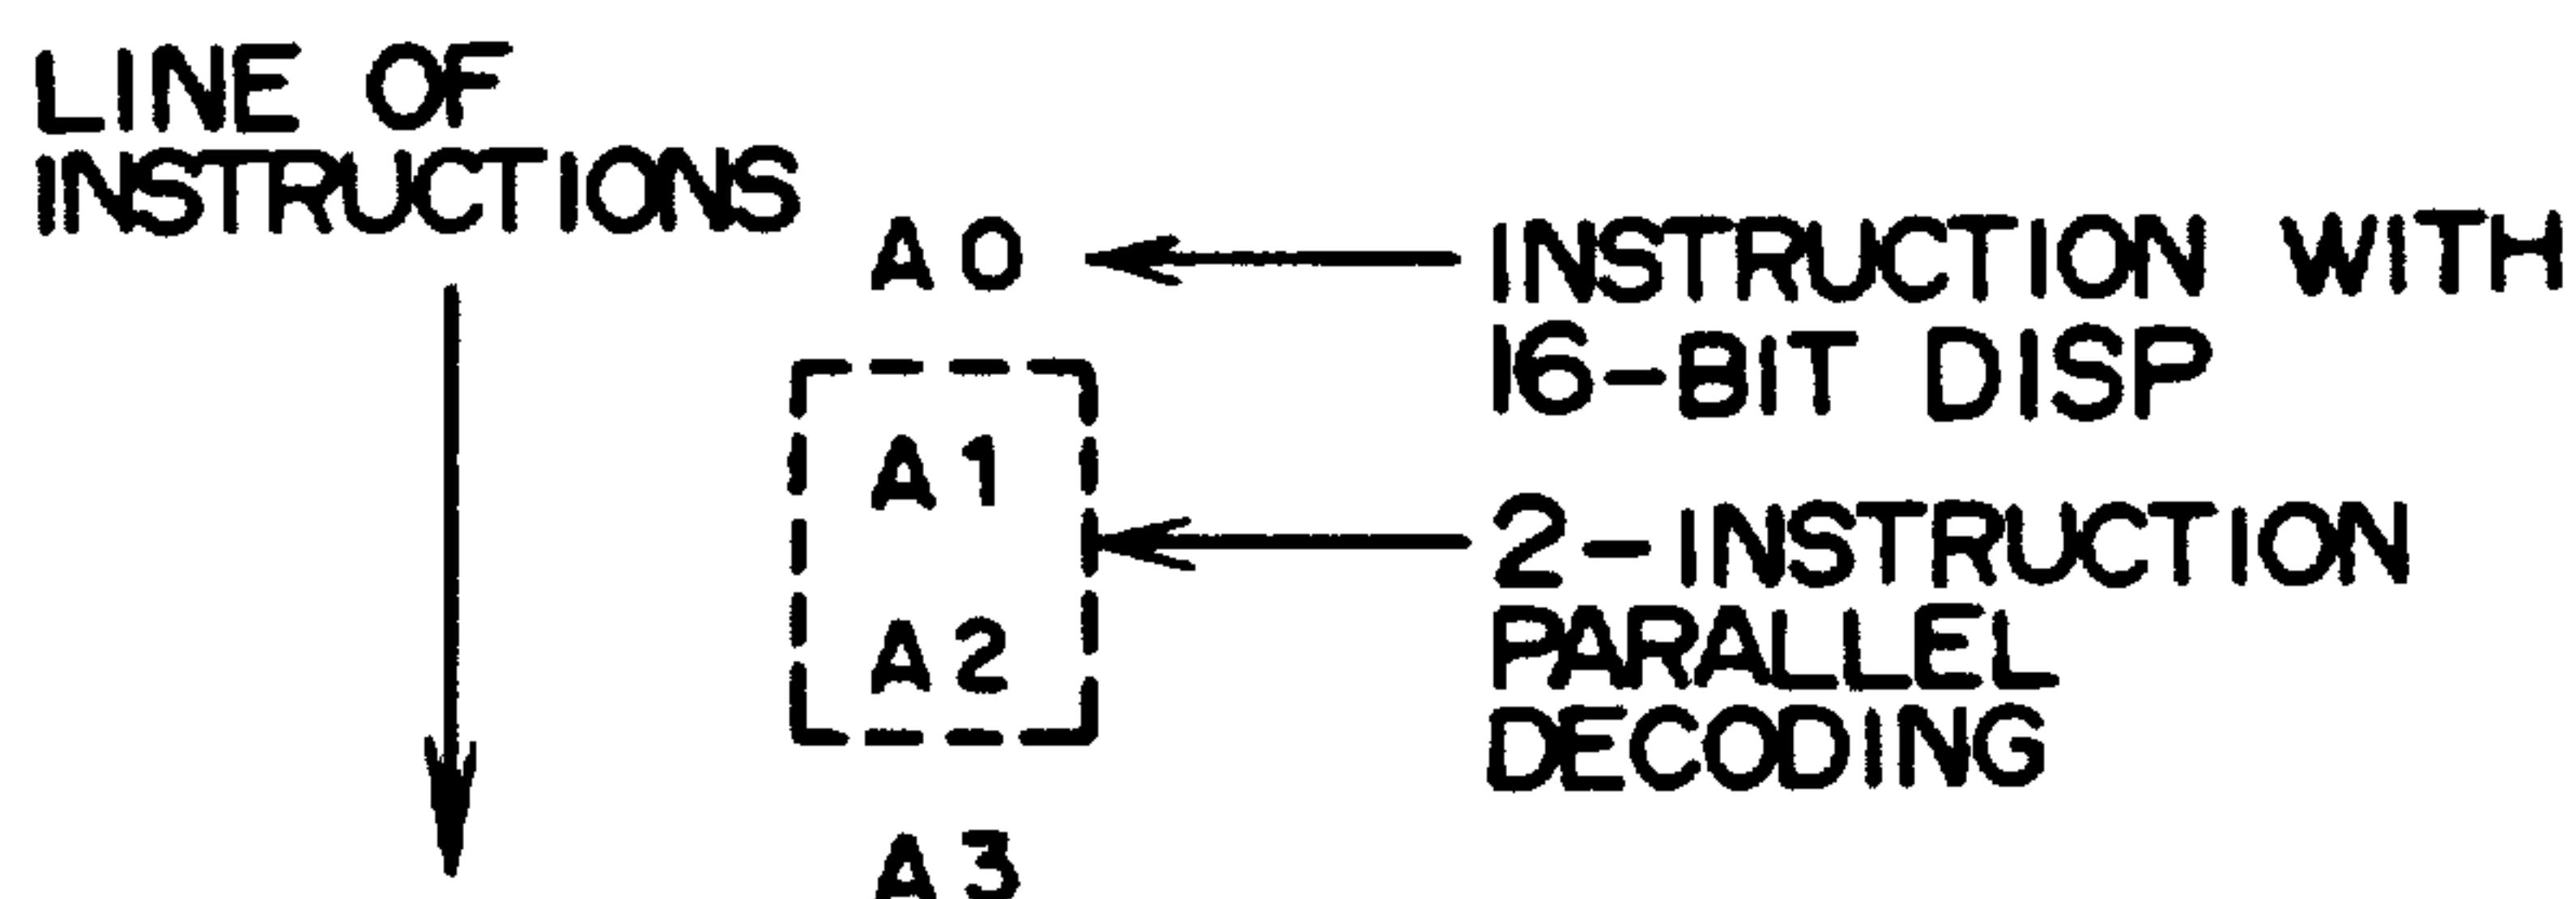 LINE OF
INSTRUCTIONS
A0
INSTRUCTION WITH
16-BIT DISP
A1
2-INSTRUCTION
A2
PARALLEL
DECODING
A3